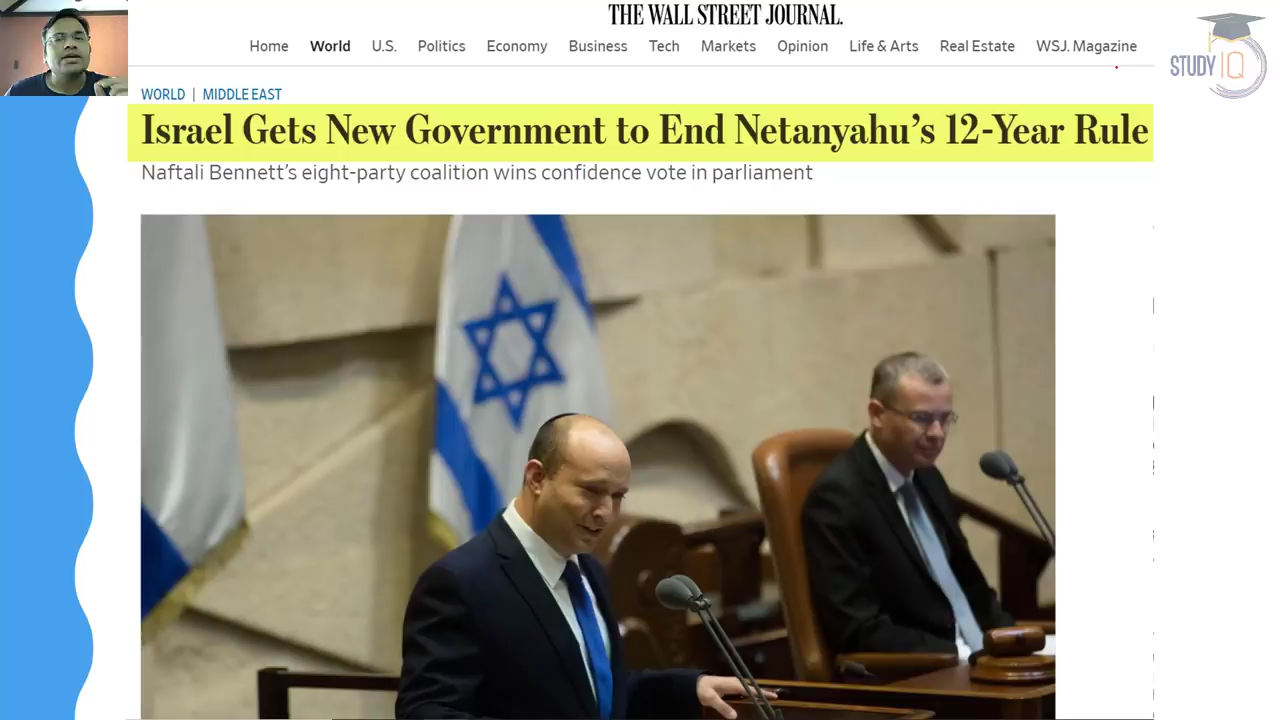 THE WALL STREET JOURNAL.
Home World U.S. Politics Economy Business Tech Markets Opinion Life & Arts Real Estate WSJ. Magazine
STUDY IQ
WORLD | MIDDLE EAST
Israel Gets New Government to End Netanyahu's 12-Year Rule
Naftali Bennett's eight-party coalition wins confidence vote in parliament